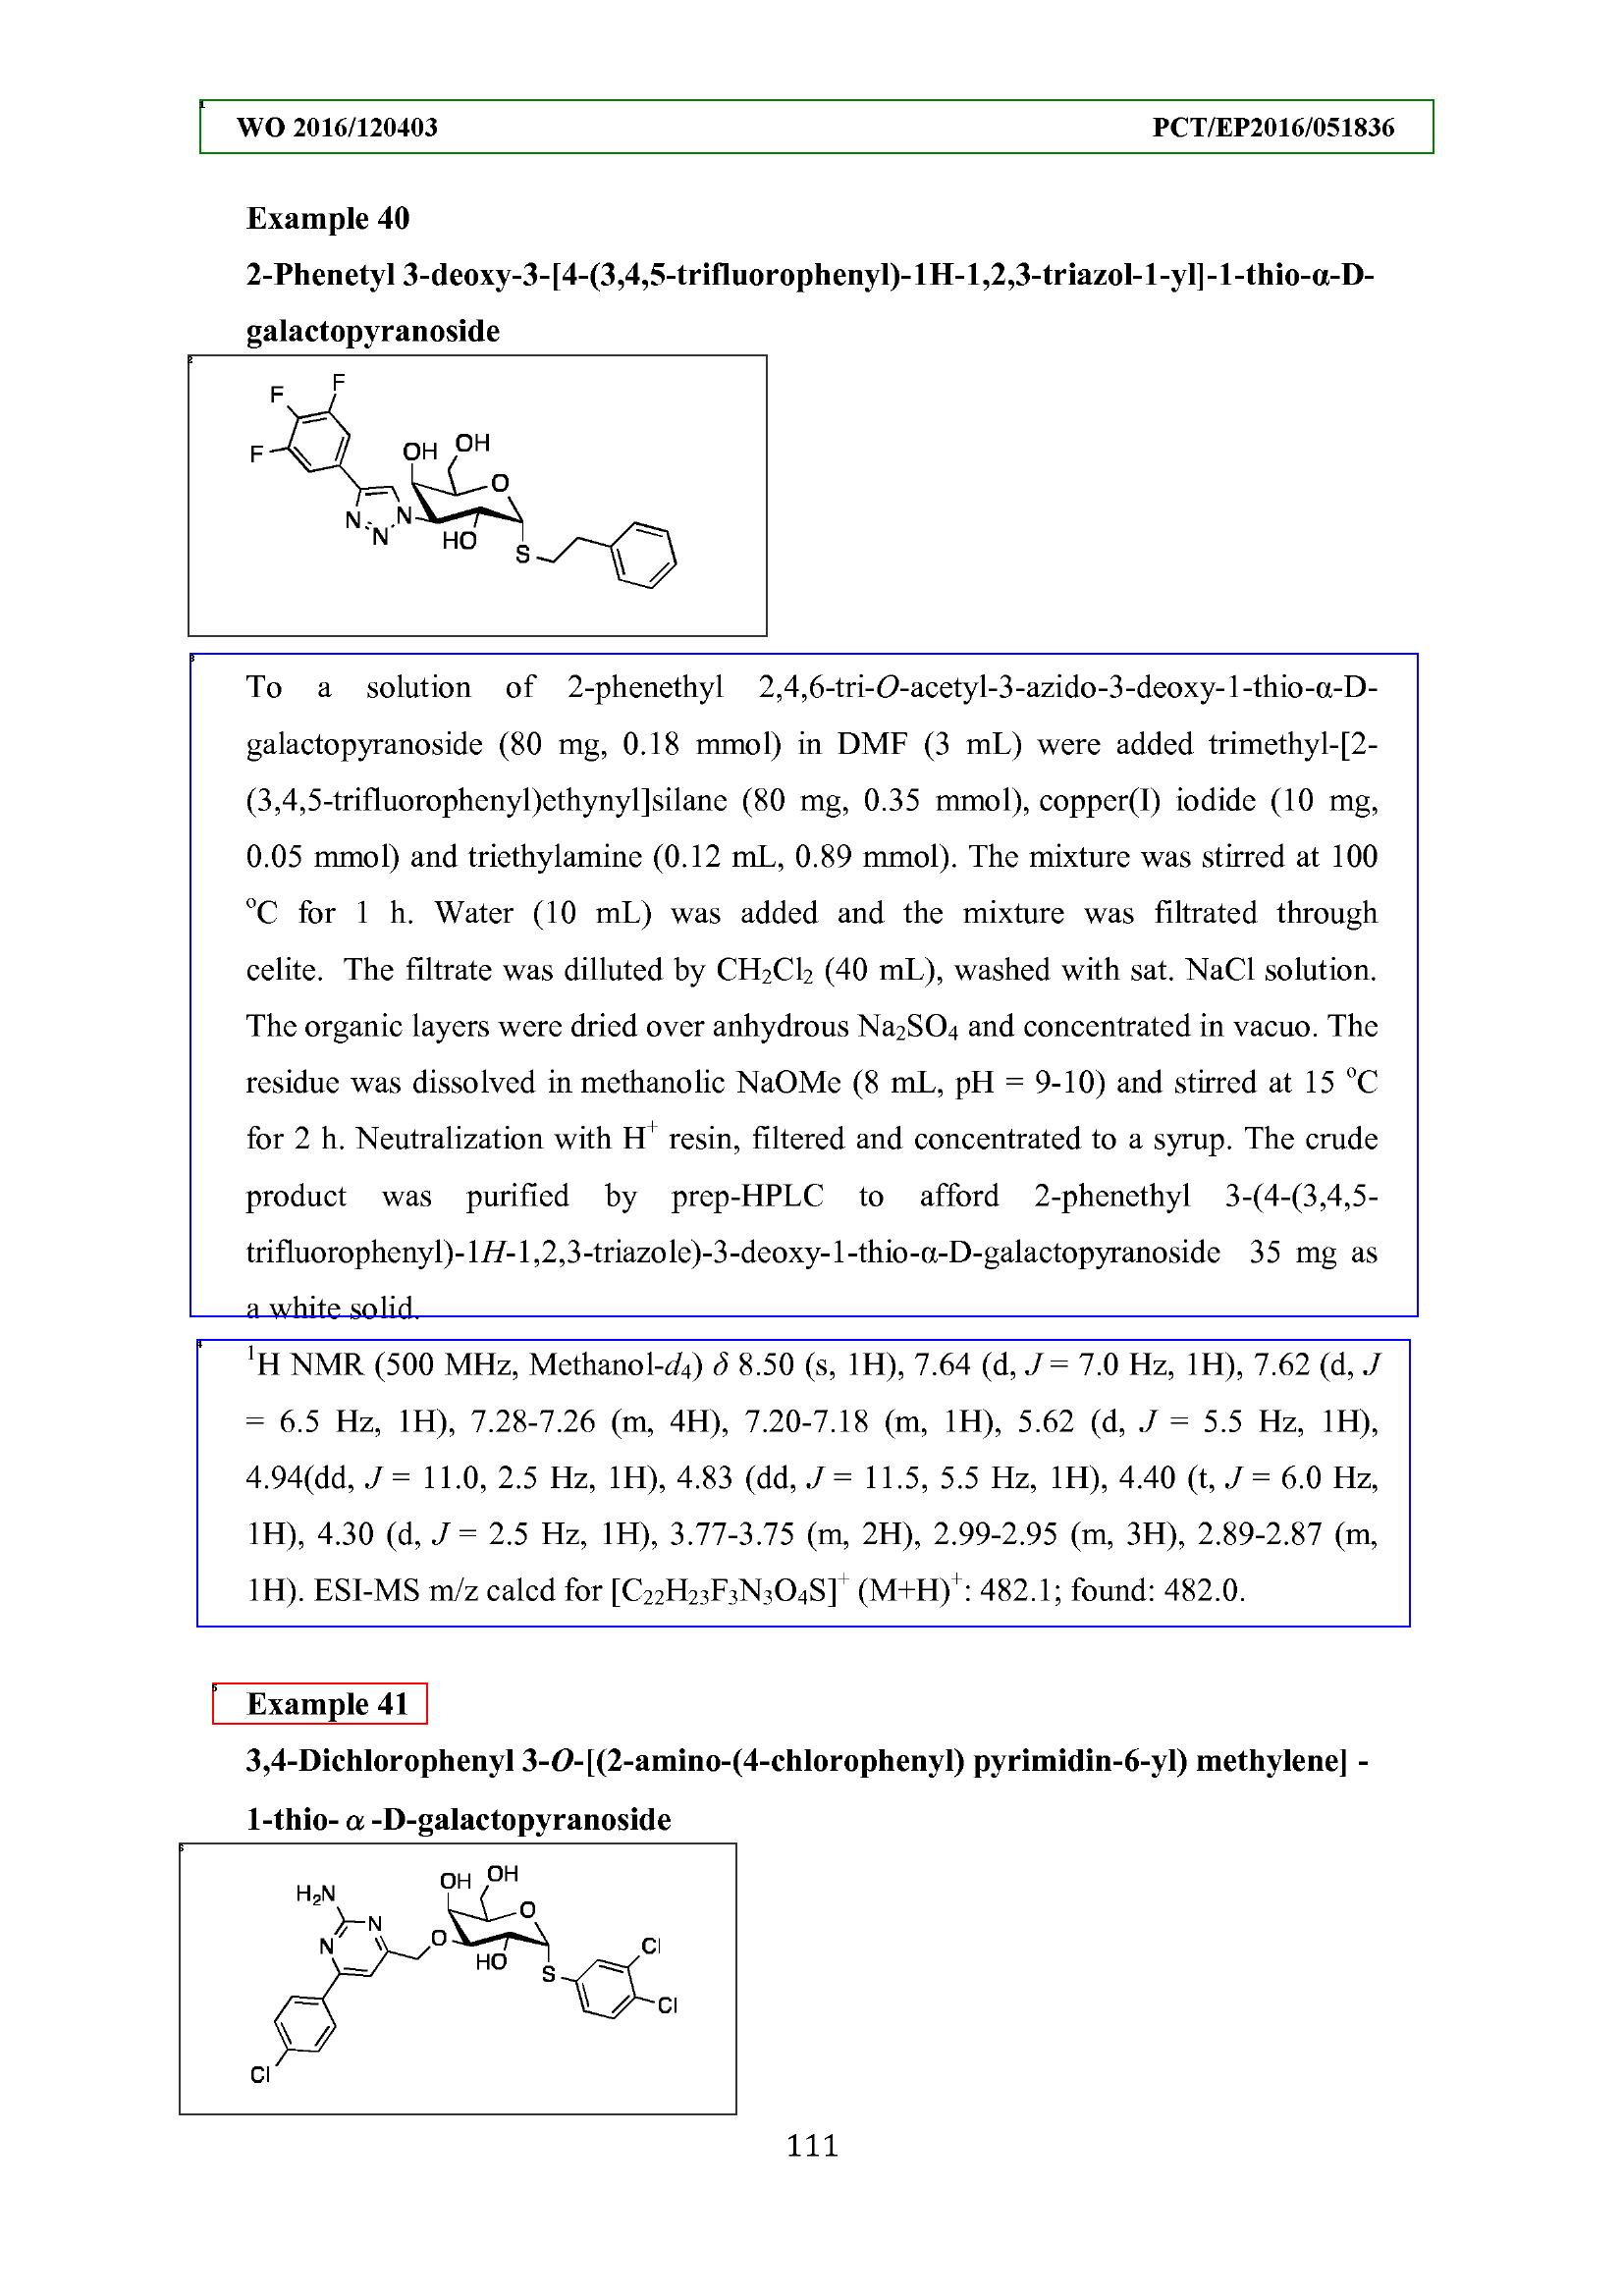 WO 2016/120403 PCT/EP2016/051836
Example 40
2-Phenetyl 3-deoxy-3-[4-(3,4,5-trifluorophenyl)-1H-1,2,3-triazol-1-yl]-1-thio-α-D-
galactopyranoside
2
F
F
F
OH
OH
O
N
N
N
HO
S
3
To a solution of 2-phenethyl 2,4,6-tri-O-acetyl-3-azido-3-deoxy-1-thio-α-D-
galactopyranoside (80 mg, 0.18 mmol) in DMF (3 mL) were added trimethyl-[2-
(3,4,5-trifluorophenyl)ethynyl]silane (80 mg, 0.35 mmol), copper(I) iodide (10 mg,
0.05 mmol) and triethylamine (0.12 mL, 0.89 mmol). The mixture was stirred at 100
°C for 1 h. Water (10 mL) was added and the mixture was filtrated through
celite. The filtrate was dilluted by CH₂Cl₂ (40 mL), washed with sat. NaCl solution.
The organic layers were dried over anhydrous Na₂SO₄ and concentrated in vacuo. The
residue was dissolved in methanolic NaOMe (8 mL, pH = 9-10) and stirred at 15 °C
for 2 h. Neutralization with H⁺ resin, filtered and concentrated to a syrup. The crude
product was purified by prep-HPLC to afford 2-phenethyl 3-(4-(3,4,5-
trifluorophenyl)-1H-1,2,3-triazole)-3-deoxy-1-thio-α-D-galactopyranoside 35 mg as
a white solid.
4
¹H NMR (500 MHz, Methanol-d₄) δ 8.50 (s, 1H), 7.64 (d, J = 7.0 Hz, 1H), 7.62 (d, J
= 6.5 Hz, 1H), 7.28-7.26 (m, 4H), 7.20-7.18 (m, 1H), 5.62 (d, J = 5.5 Hz, 1H),
4.94(dd, J = 11.0, 2.5 Hz, 1H), 4.83 (dd, J = 11.5, 5.5 Hz, 1H), 4.40 (t, J = 6.0 Hz,
1H), 4.30 (d, J = 2.5 Hz, 1H), 3.77-3.75 (m, 2H), 2.99-2.95 (m, 3H), 2.89-2.87 (m,
1H). ESI-MS m/z calcd for [C₂₂H₂₃F₃N₃O₄S]⁺ (M+H)⁺: 482.1; found: 482.0.
5
Example 41
3,4-Dichlorophenyl 3-O-[(2-amino-(4-chlorophenyl) pyrimidin-6-yl) methylene] -
1-thio- α -D-galactopyranoside
OH
OH
H₂N
O
N
O
N
Cl
HO
S
Cl
Cl
111